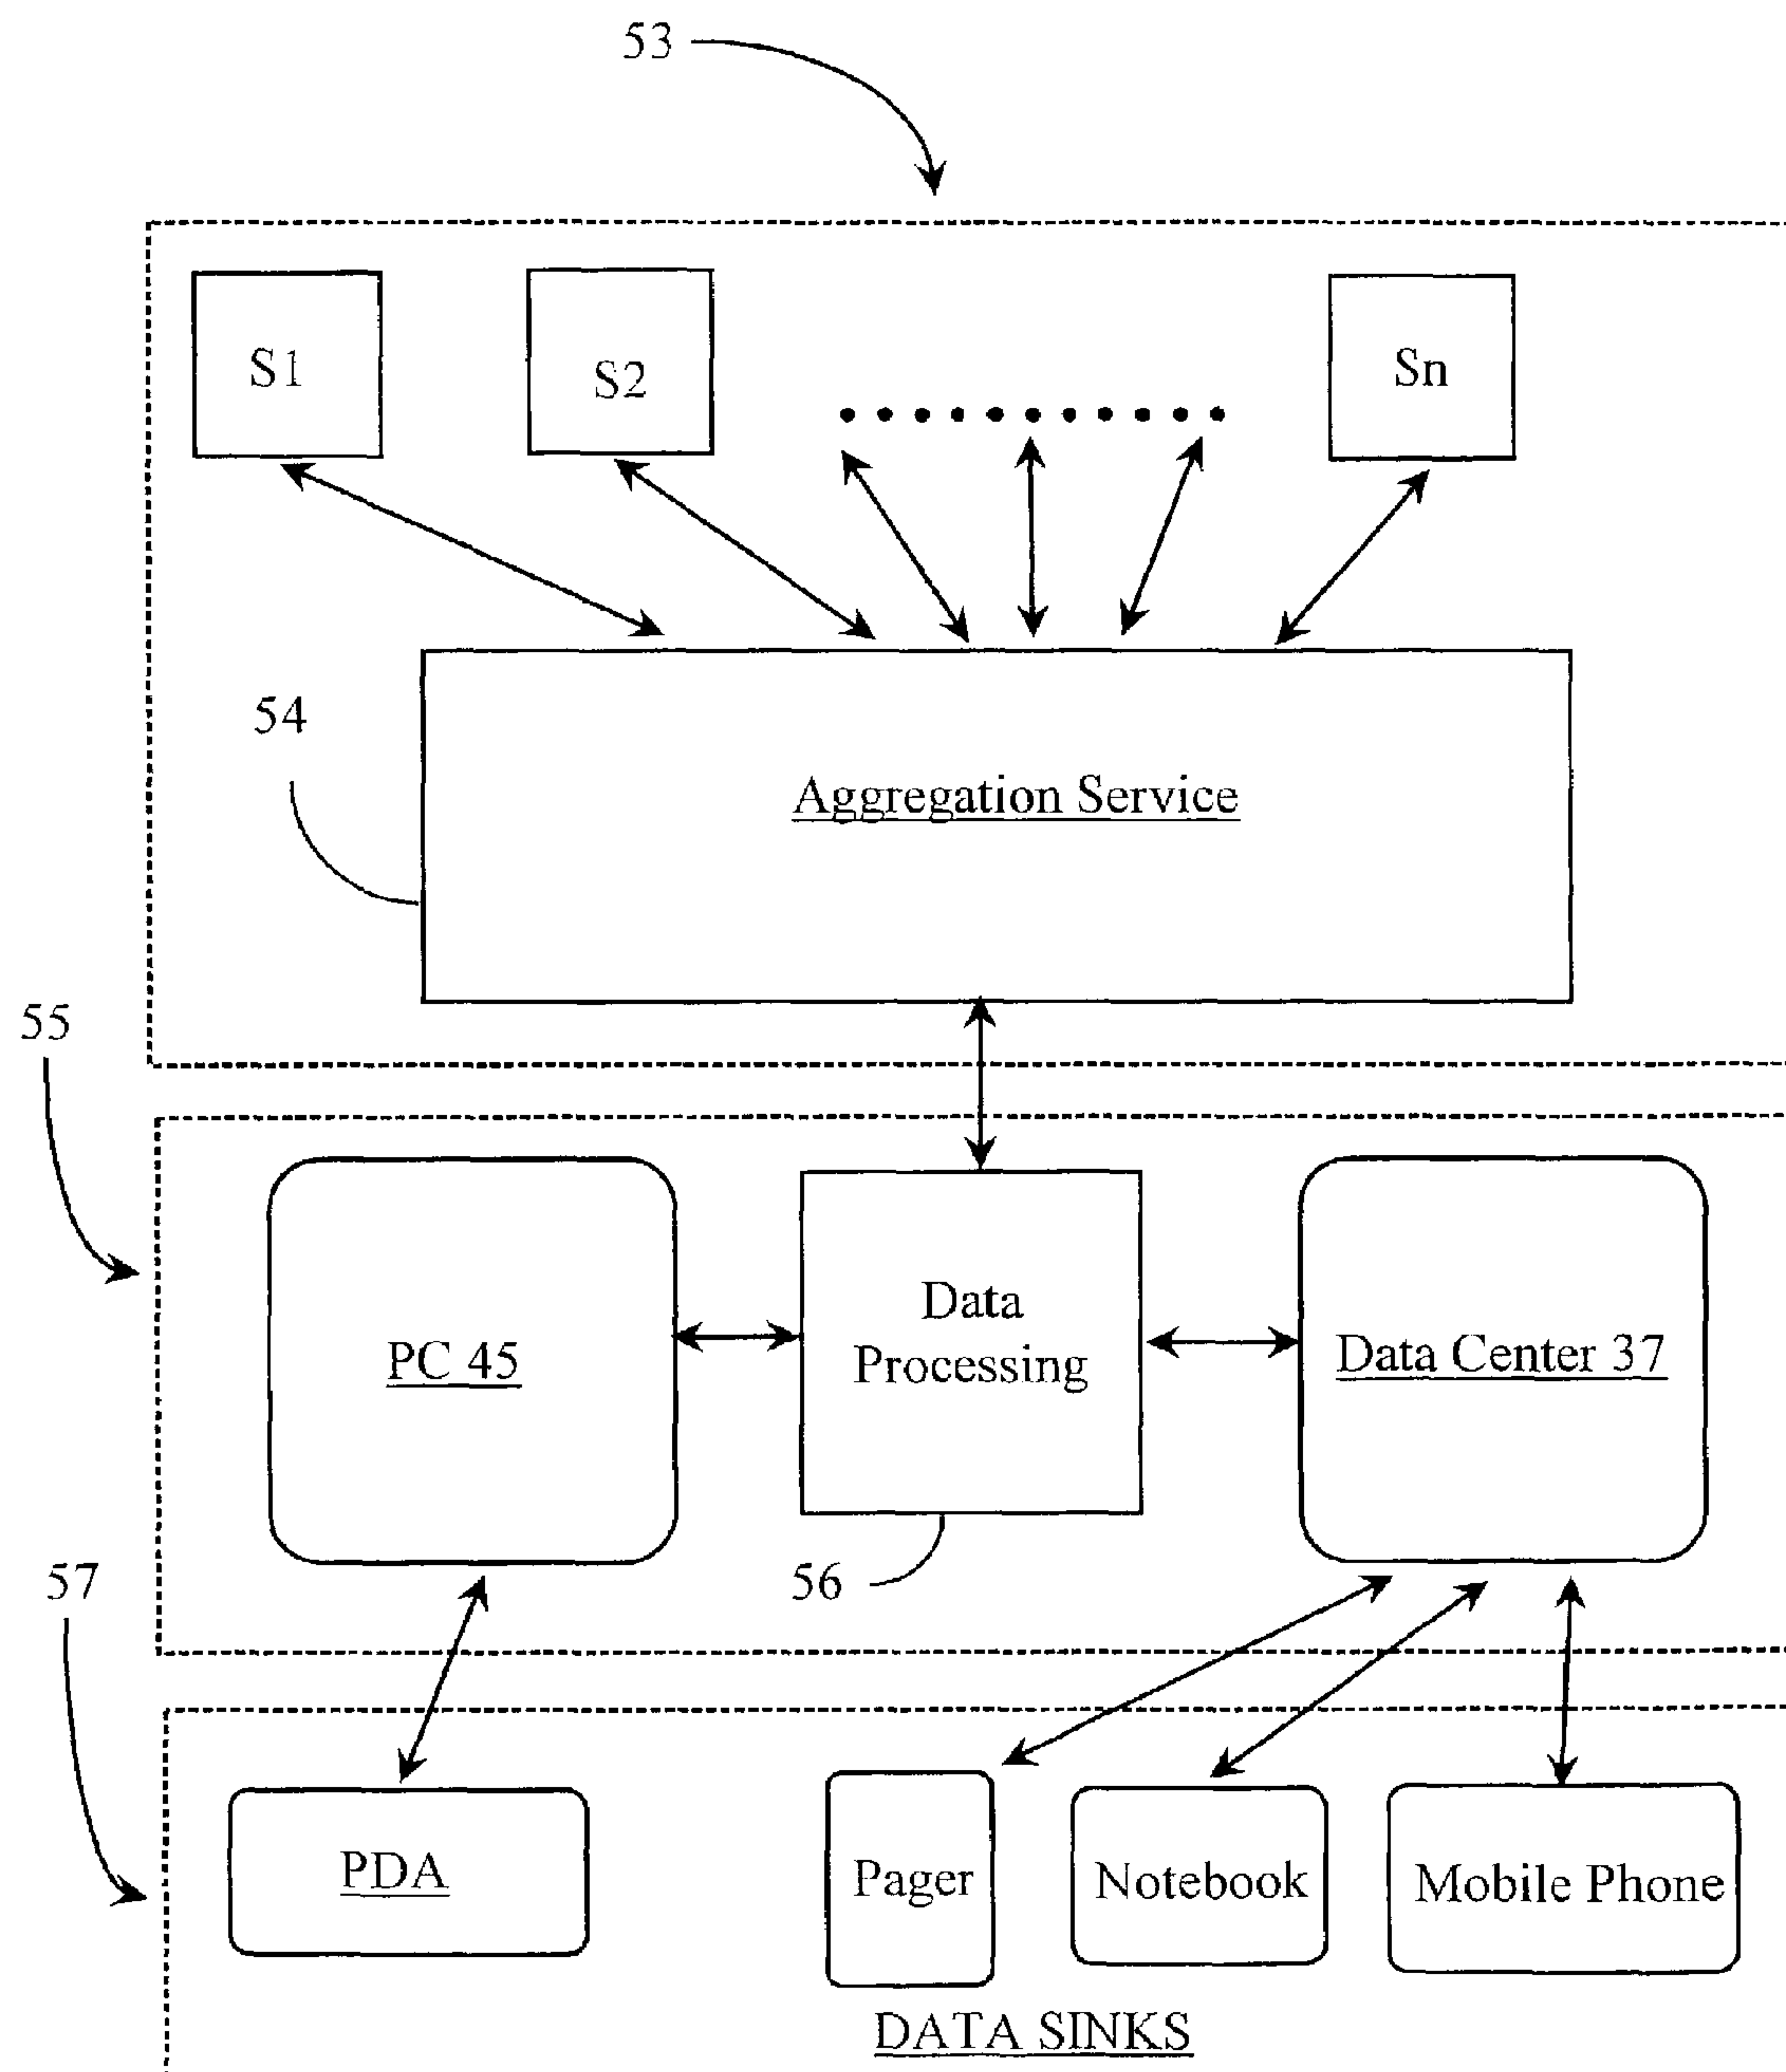 53
S1
S2
Sn
54
Aggregation Service
55
PC 45
Data
Processing
Data Center 37
56
57
PDA
Pager
Notebook
Mobile Phone
DATA SINKS